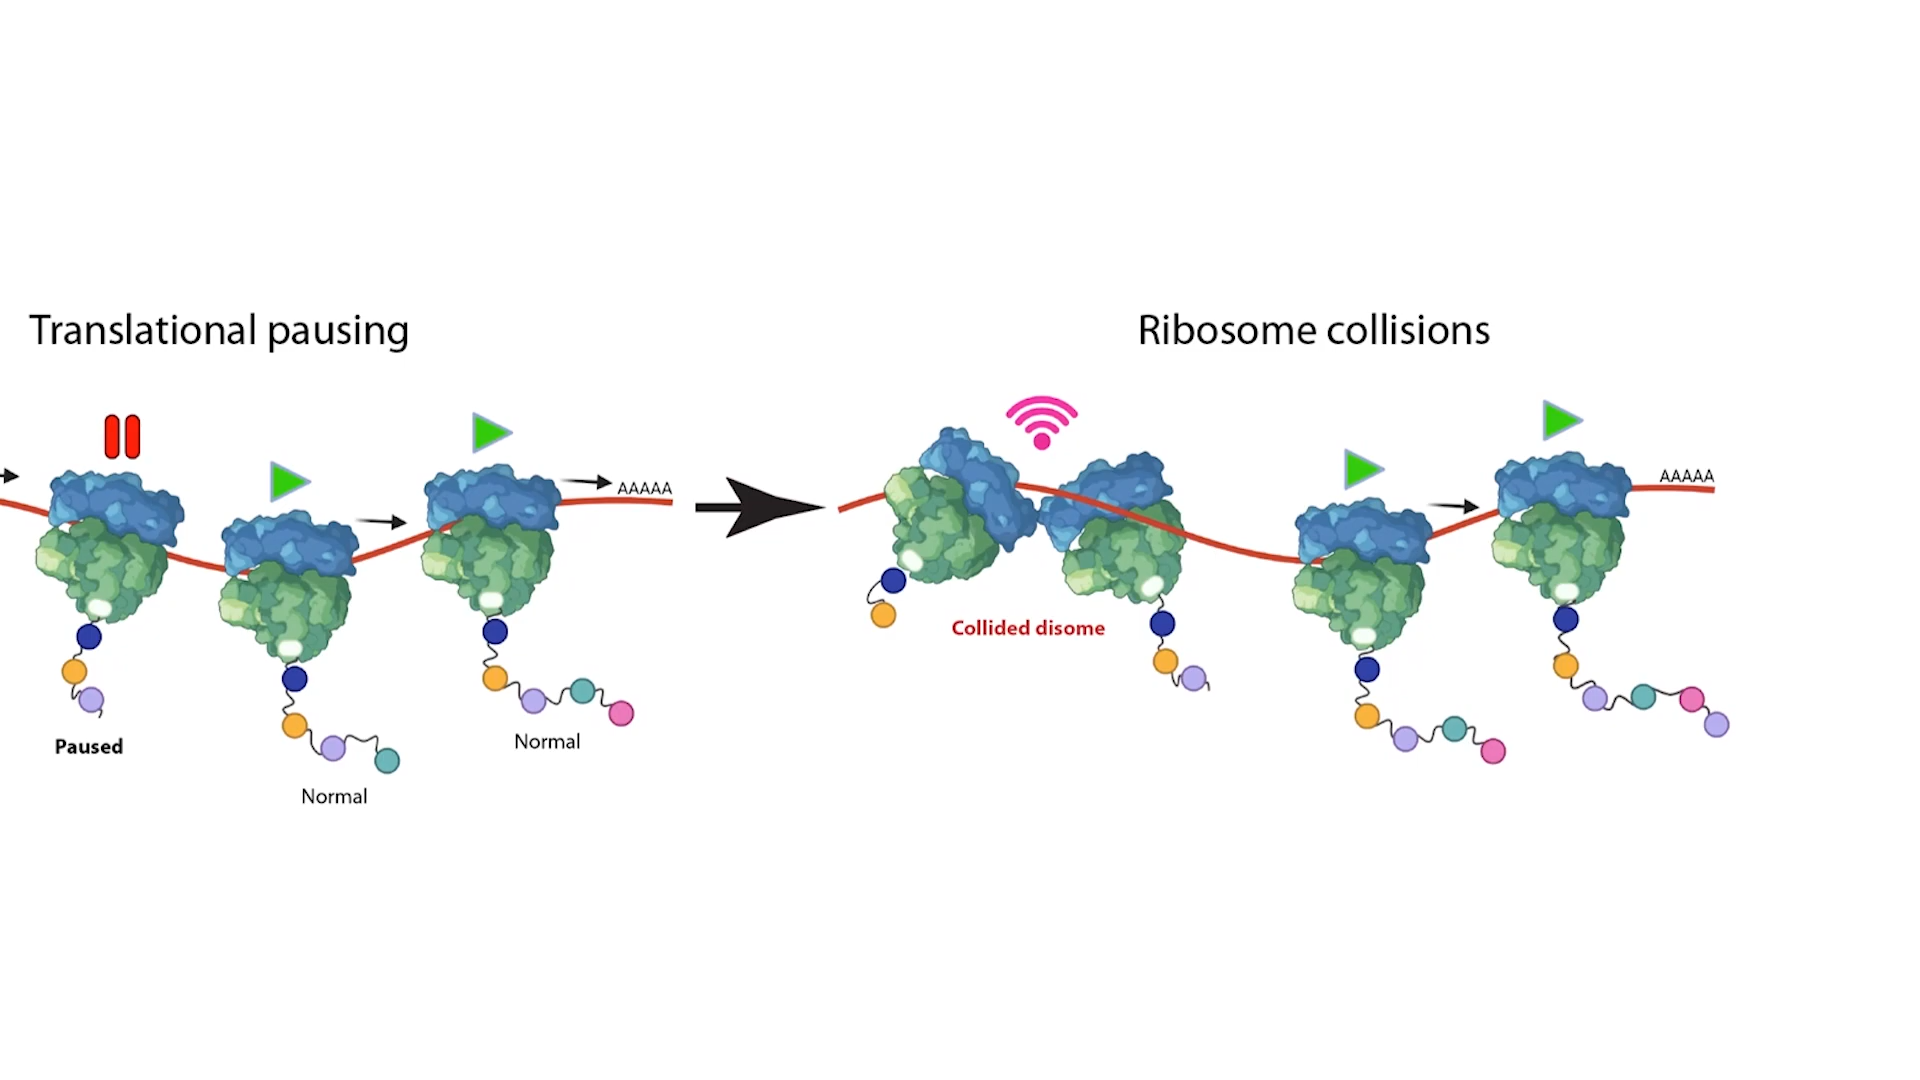 Translational pausing
Ribosome collisions
AAAAA
AAAAA
Collided disome
Paused
Normal
Normal